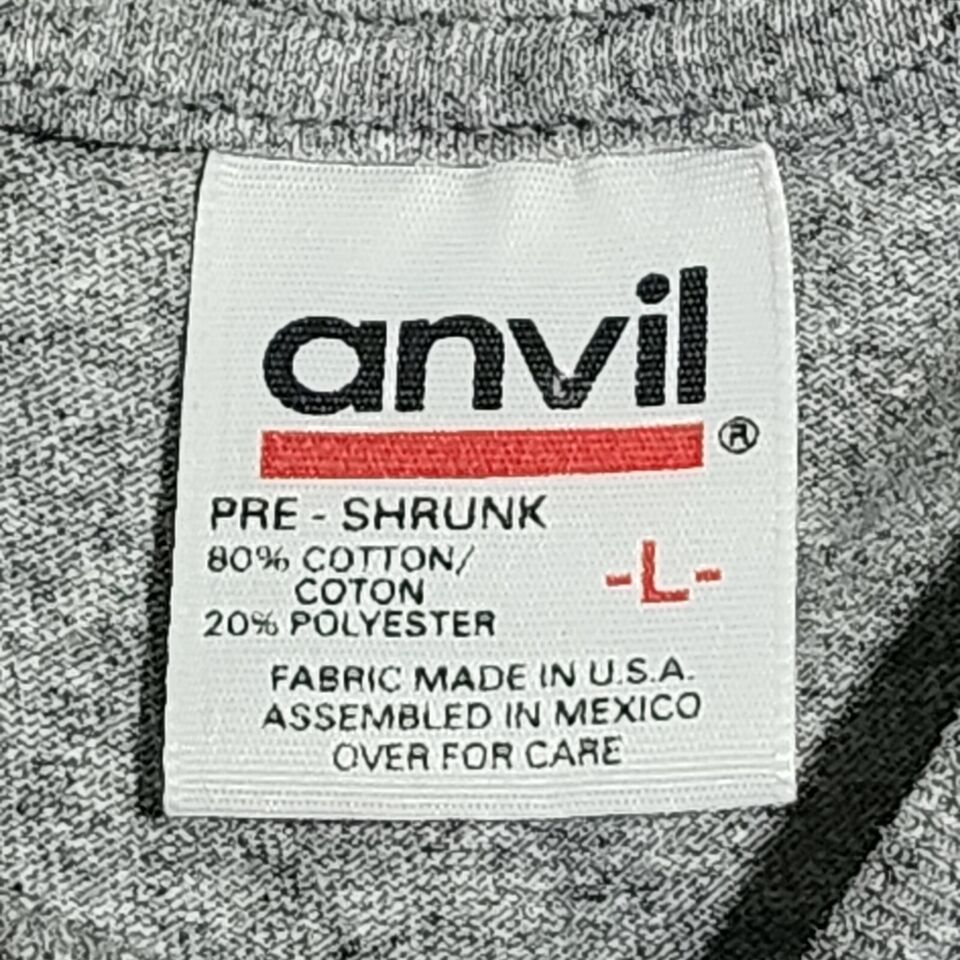 anvil®
PRE - SHRUNK
80% COTTON/
COTON
-L-
20% POLYESTER
FABRIC MADE IN U.S.A.
ASSEMBLED IN MEXICO
OVER FOR CARE